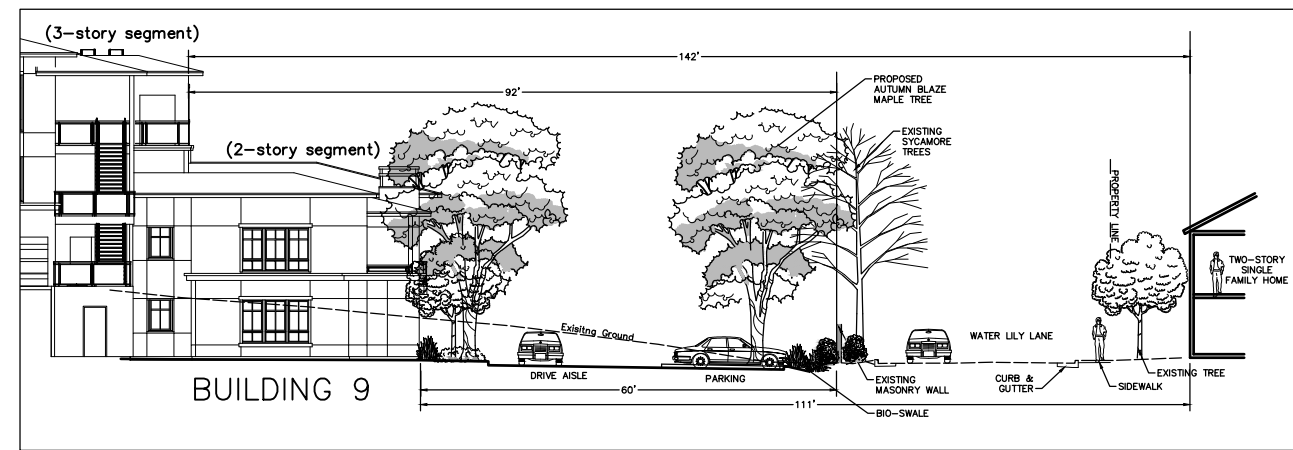 (3-story segment)
142'
92'
PROPOSED
AUTUMN BLAZE
MAPLE TREE
EXISTING
SYCAMORE
TREES
(2-story segment)
PROPERTY LINE
TWO-STORY
SINGLE
FAMILY HOME
Exisitng Ground
WATER LILY LANE
DRIVE AISLE
PARKING
EXISTING
MASONRY WALL
CURB &
GUTTER
SIDEWALK
EXISTING TREE
BUILDING 9
60'
111'
BIO-SWALE